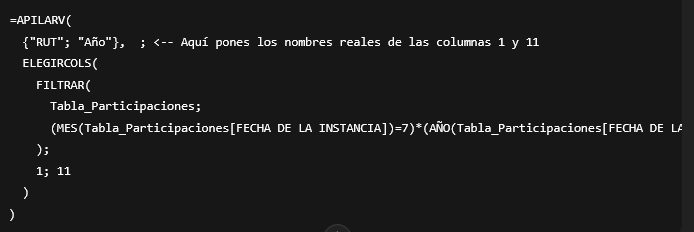 =APILARV(
{"RUT"; "Año"},  ; <-- Aquí pones los nombres reales de las columnas 1 y 11
ELEGIRCOLS(
FILTRAR(
Tabla_Participaciones;
(MES(Tabla_Participaciones[FECHA DE LA INSTANCIA])=7)*(AÑO(Tabla_Participaciones[FECHA DE LA
);
1; 11
)
)